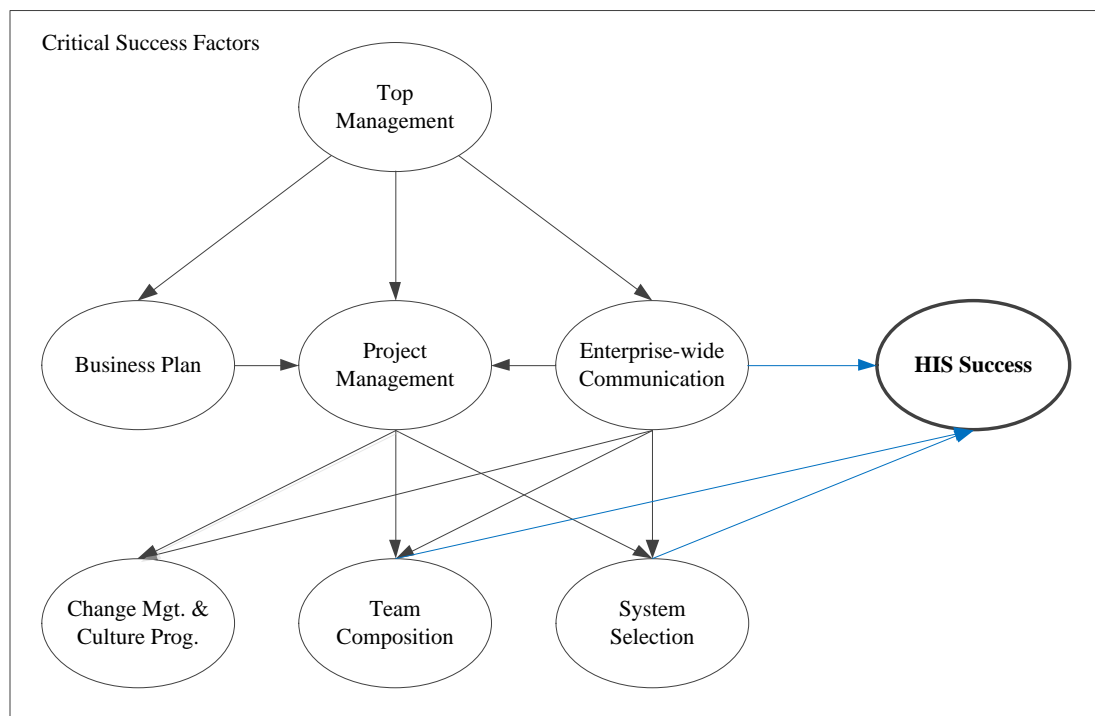 Critical Success Factors
Top
Management
Business Plan
Project
Management
Enterprise-wide
Communication
HIS Success
Change Mgt. &
Culture Prog.
Team
Composition
System
Selection